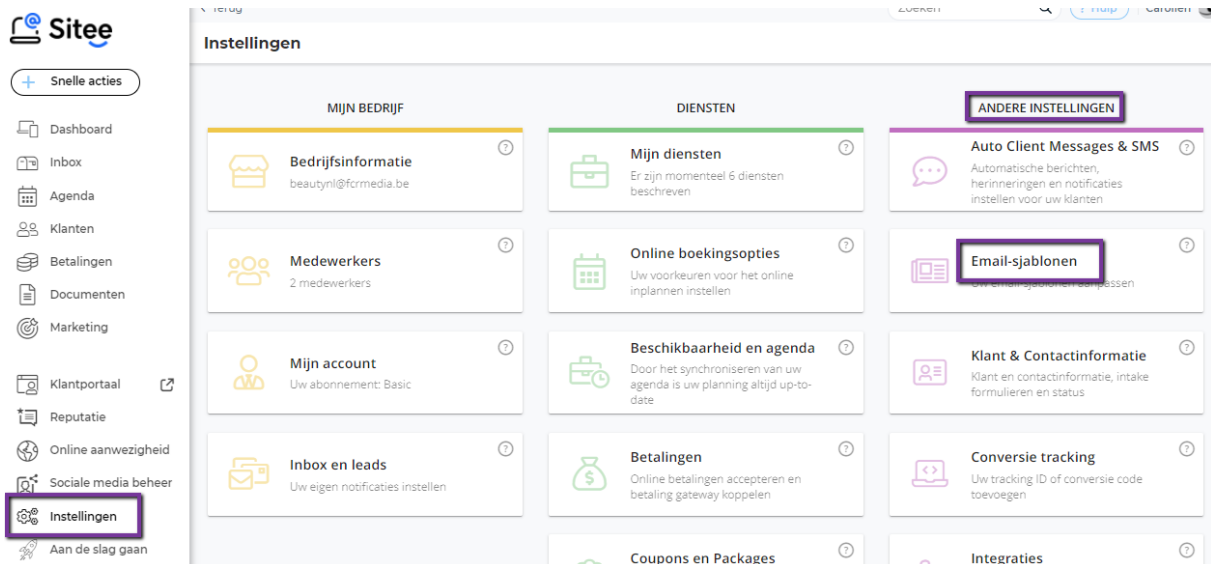 Sitee
Snelle acties
Dashboard
Inbox
Agenda
Klanten
Betalingen
Documenten
Marketing
Klantportaal
Reputatie
Online aanwezigheid
Sociale media beheer
Instellingen
Aan de slag gaan
< Terug
Zoeken
? Hulp
Carolien
Instellingen
MIJN BEDRIJF
Bedrijfsinformatie
beautynl@fcrmedia.be
Medewerkers
2 medewerkers
Mijn account
Uw abonnement: Basic
Inbox en leads
Uw eigen notificaties instellen
DIENSTEN
Mijn diensten
Er zijn momenteel 6 diensten
beschreven
Online boekingsopties
Uw voorkeuren voor het online
inplannen instellen
Beschikbaarheid en agenda
Door het synchroniseren van uw
agenda is uw planning altijd up-to-
date
Betalingen
Online betalingen accepteren en
betaling gateway koppelen
Coupons en Packages
ANDERE INSTELLINGEN
Auto Client Messages & SMS
Automatische berichten,
herinneringen en notificaties
instellen voor uw klanten
Email-sjablonen
Uw email-sjablonen aanpassen
Klant & Contactinformatie
Klant en contactinformatie, intake
formulieren en status
Conversie tracking
Uw tracking ID of conversie code
toevoegen
Integraties